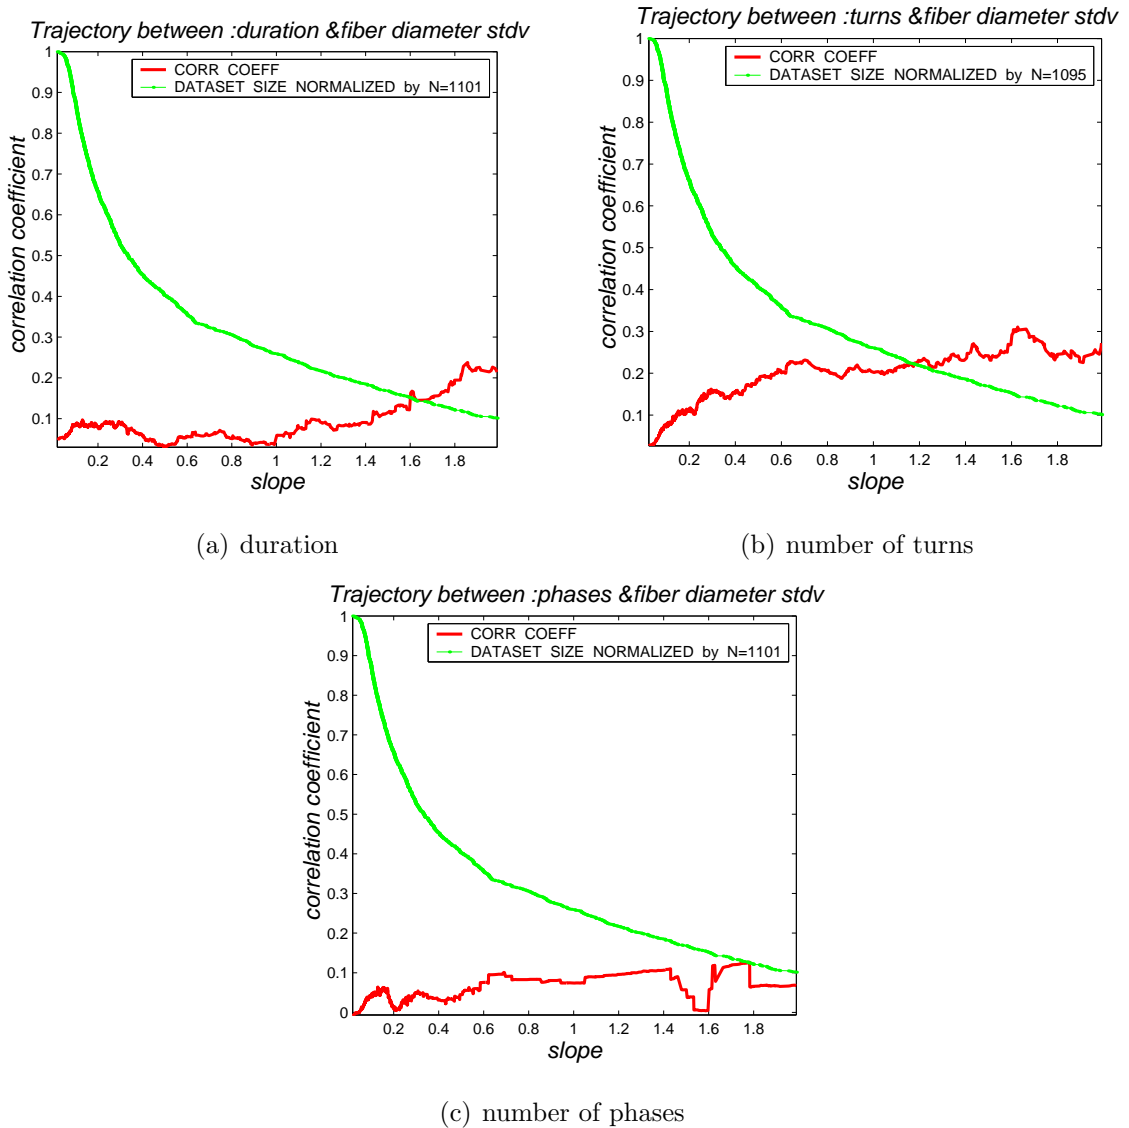 Trajectory between :duration &fiber diameter stdv
CORR COEFF
DATASET SIZE NORMALIZED by N=1101
correlation coefficient
1
0.9
0.8
0.7
0.6
0.5
0.4
0.3
0.2
0.1
0.2 0.4 0.6 0.8 1 1.2 1.4 1.6 1.8
slope
(a) duration
Trajectory between :turns &fiber diameter stdv
CORR COEFF
DATASET SIZE NORMALIZED by N=1095
correlation coefficient
1
0.9
0.8
0.7
0.6
0.5
0.4
0.3
0.2
0.1
0.2 0.4 0.6 0.8 1 1.2 1.4 1.6 1.8
slope
(b) number of turns
Trajectory between :phases &fiber diameter stdv
CORR COEFF
DATASET SIZE NORMALIZED by N=1101
correlation coefficient
1
0.9
0.8
0.7
0.6
0.5
0.4
0.3
0.2
0.1
0
0.2 0.4 0.6 0.8 1 1.2 1.4 1.6 1.8
slope
(c) number of phases